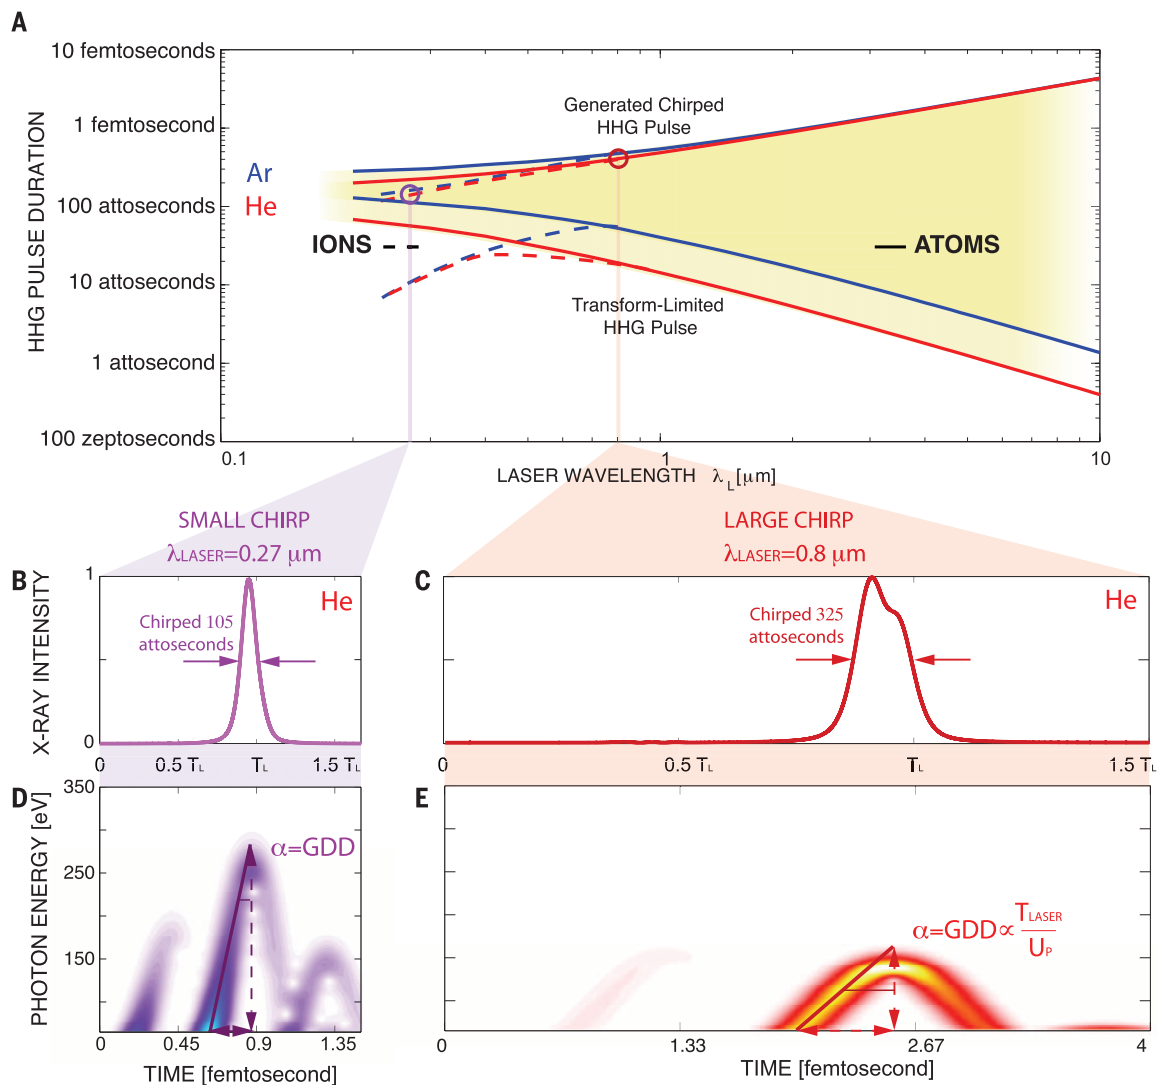 A
10 femtoseconds
1 femtosecond
100 attoseconds
10 attoseconds
1 attosecond
100 zeptoseconds
HHG PULSE DURATION
Generated Chirped
HHG Pulse
Ar
He
IONS
ATOMS
Transform-Limited
HHG Pulse
0.1
1
10
LASER WAVELENGTH λL [μm]
SMALL CHIRP
λLASER=0.27 μm
LARGE CHIRP
λLASER=0.8 μm
B
1
0
X-RAY INTENSITY
He
Chirped 105
attoseconds
0.5 TL
TL
1.5 TL
C
He
Chirped 325
attoseconds
0
0.5 TL
TL
1.5 TL
D
350
250
150
PHOTON ENERGY [eV]
α=GDD
0
0.45
0.9
1.35
TIME [femtosecond]
E
α=GDD∝TLASER
UP
0
1.33
2.67
4
TIME [femtosecond]